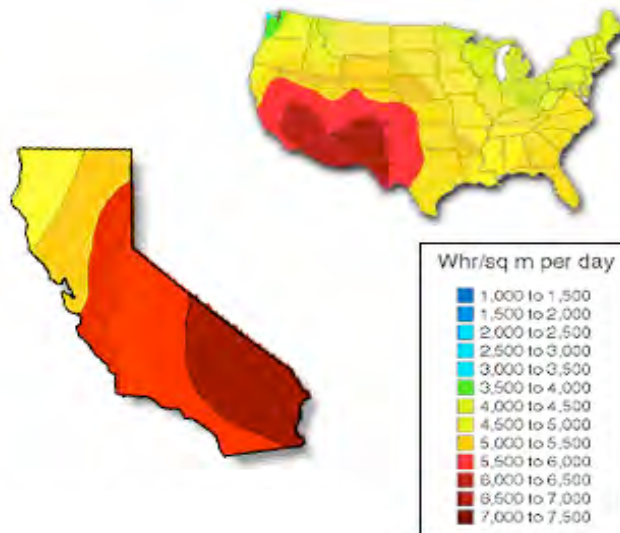 Whr/sq m per day
1,000 to 1,500
1,500 to 2,000
2,000 to 2,500
2,500 to 3,000
3,000 to 3,500
3,500 to 4,000
4,000 to 4,500
4,500 to 5,000
5,000 to 5,500
5,500 to 6,000
6,000 to 6,500
6,500 to 7,000
7,000 to 7,500